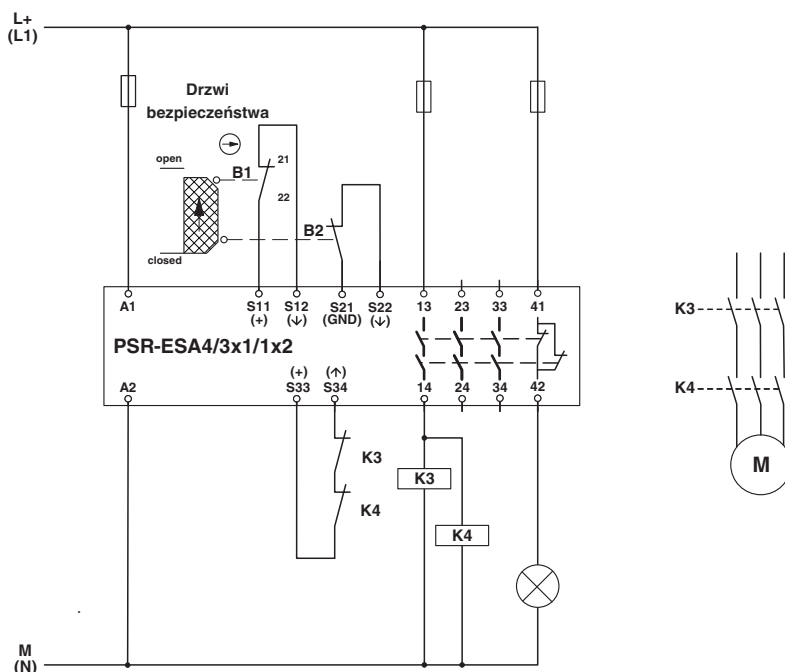 L+
(L1)
Drzwi
bezpieczeństwa
open
B1
21
22
B2
closed
A1
S11
(+)
S12
(↓)
S21
(GND)
S22
(↓)
13
23
33
41
PSR-ESA4/3x1/1x2
A2
(+)
S33
(↑)
S34
14
24
34
42
K3
K4
K3
K4
K3
K4
M
M
(N)